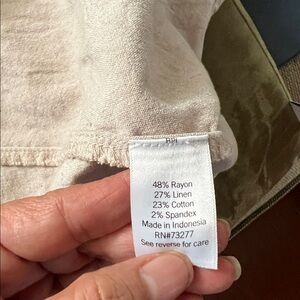 48% Rayon
27% Linen
23% Cotton
2% Spandex
Made in Indonesia
RN#73277
See reverse for care